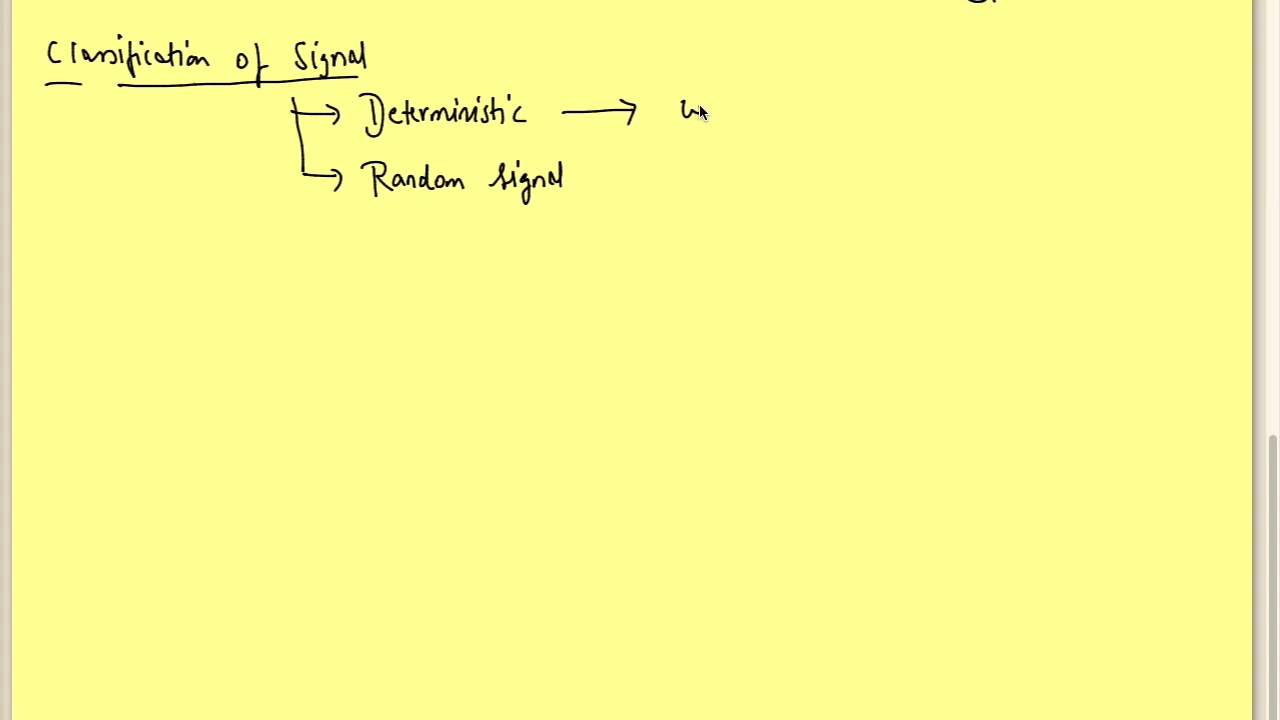 Classification of Signal
→ Deterministic →
→ Random Signal